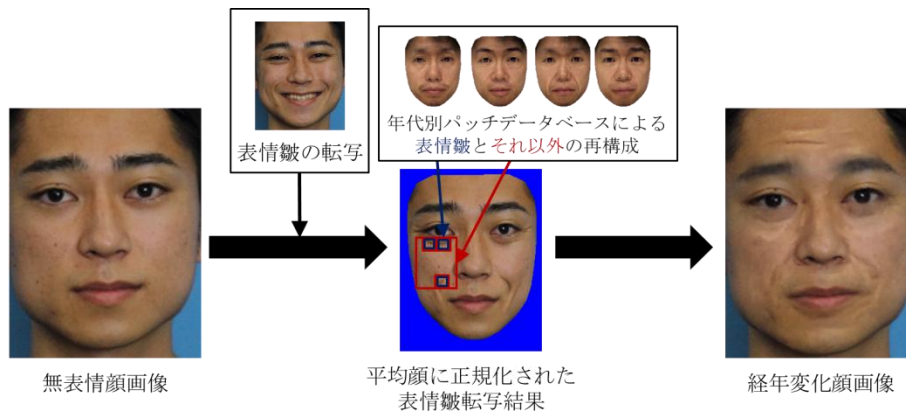 表情皺の転写
年代別パッチデータベースによる
表情皺とそれ以外の再構成
無表情顔画像
平均顔に正規化された
表情皺転写結果
経年変化顔画像